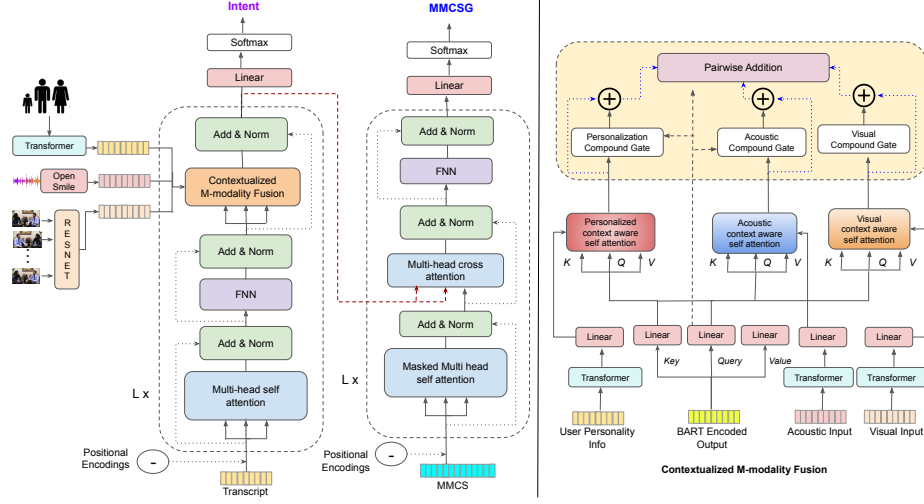 Intent
Softmax
Linear
Add & Norm
Contextualized
M-modality Fusion
Add & Norm
FNN
Add & Norm
Multi-head self
attention
L x
Positional
Encodings
-
Transcript
Transformer
Open
Smile
RESNET
MMCSG
Softmax
Linear
Add & Norm
FNN
Add & Norm
Multi-head cross
attention
Add & Norm
Masked Multi head
self attention
L x
Positional
Encodings
-
MMCS
Pairwise Addition
Personalization
Compound Gate
Acoustic
Compound Gate
Visual
Compound Gate
Personalized
context aware
self attention
Acoustic
context aware
self attention
Visual
context aware
self attention
K Q V
K Q V
K Q V
Linear
Linear
Linear
Linear
Linear
Linear
Key
Query
Value
Transformer
Transformer
Transformer
User Personality
Info
BART Encoded
Output
Acoustic Input
Visual Input
Contextualized M-modality Fusion